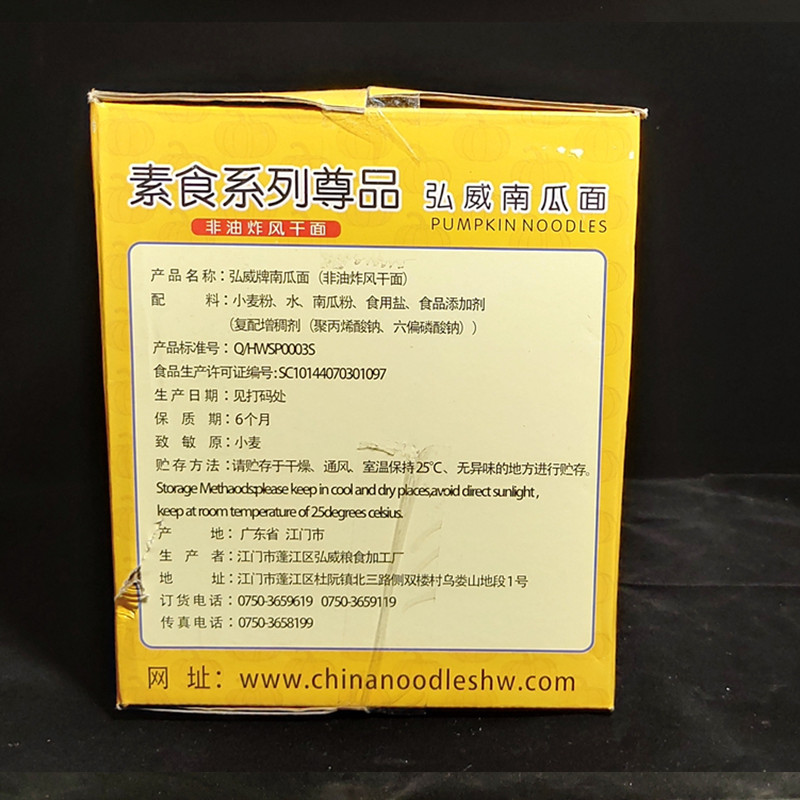 素食系列尊品 弘威南瓜面
非油炸风干面 PUMPKIN NOODLES
产品名称：弘威牌南瓜面（非油炸风干面）
配 料：小麦粉、水、南瓜粉、食用盐、食品添加剂
（复配增稠剂（聚丙烯酸钠、六偏磷酸钠））
产品标准号：Q/HWSP0003S
食品生产许可证编号：SC10144070301097
生产日期：见打码处
保 质 期：6个月
致 敏 原：小麦
贮存方法：请贮存于干燥、通风、室温保持25℃、无异味的地方进行贮存。
Storage Methaods:please keep in cool and dry places,avoid direct sunlight,
keep at room temperature of 25degrees celsius.
产 地：广东省 江门市
生 产 者：江门市蓬江区弘威粮食加工厂
地 址：江门市蓬江区杜阮镇北三路侧双楼村乌娄山地段1号
订货电话：0750-3659619 0750-3659119
传真电话：0750-3658199
网 址：www.chinanoodleshw.com